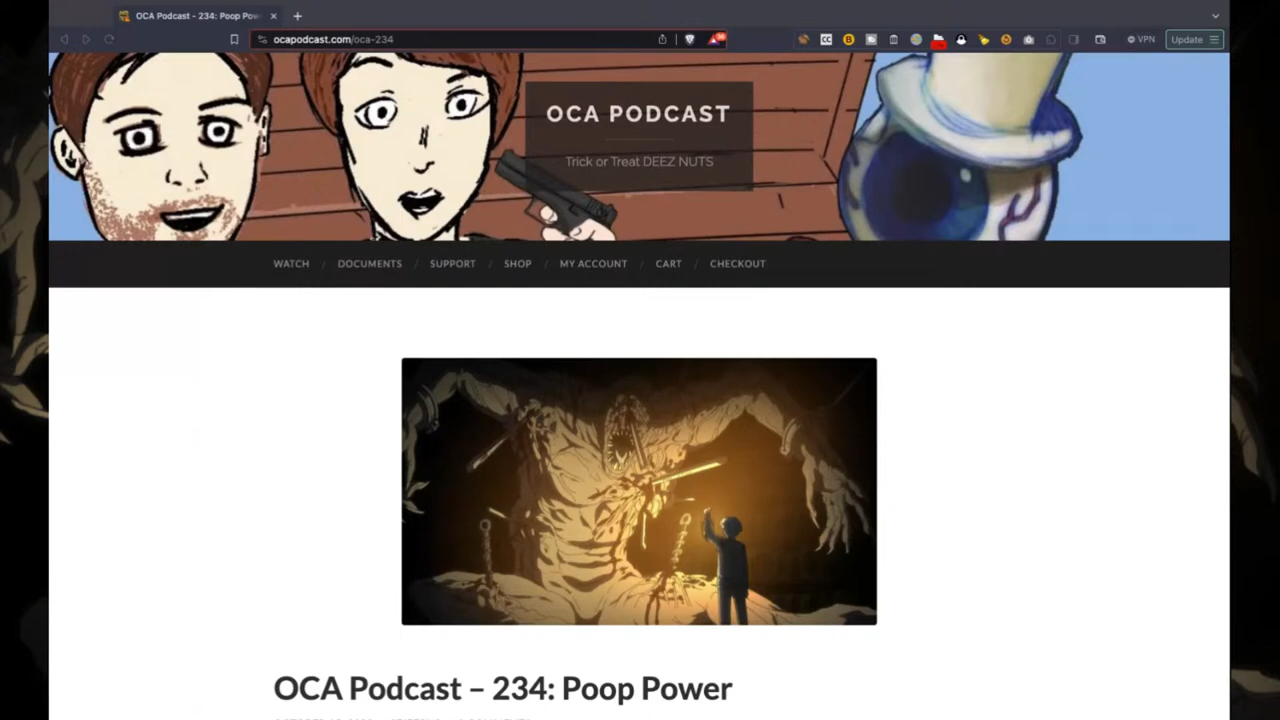 OCA Podcast - 234: Poop Pow
ocapodcast.com/oca-234
VPN
Update
OCA PODCAST
Trick or Treat DEEZ NUTS
WATCH / DOCUMENTS / SUPPORT / SHOP / MY ACCOUNT / CART / CHECKOUT
OCA Podcast – 234: Poop Power